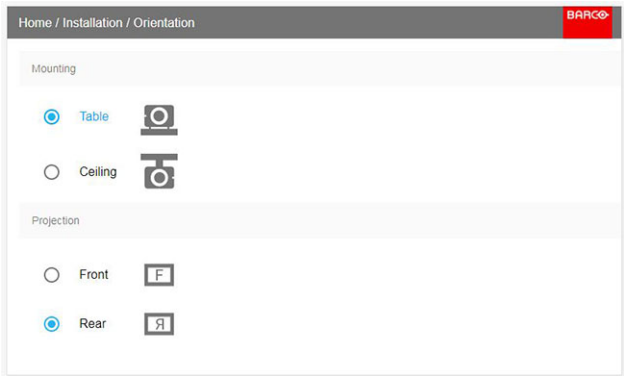 Home / Installation / Orientation
BARCO
Mounting
Table
Ceiling
Projection
Front
F
Rear
Я